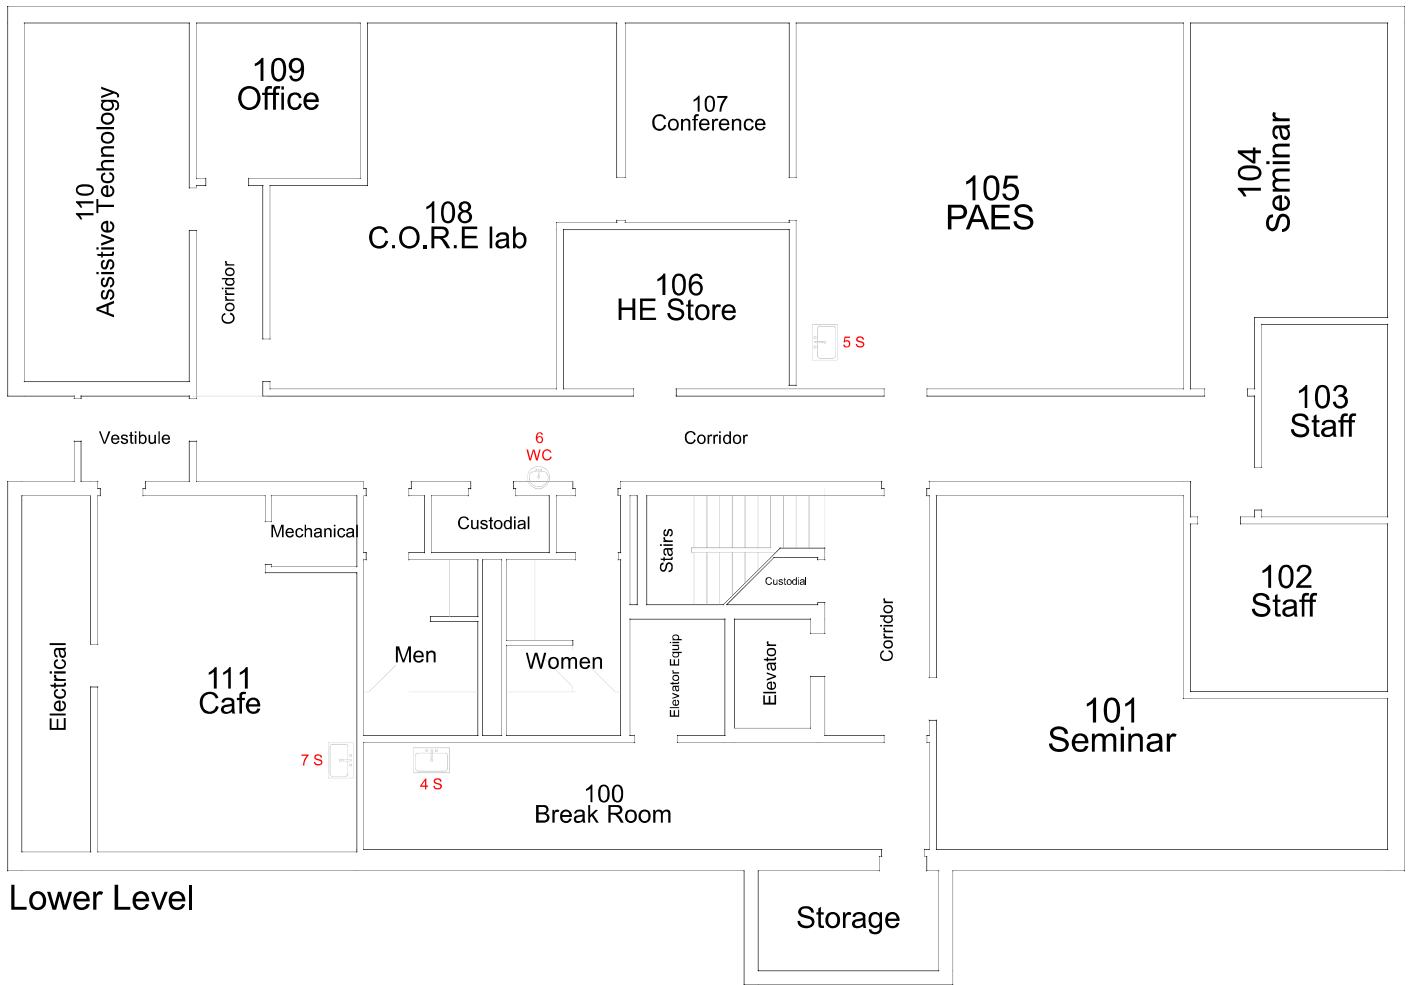 109
Office
110
Assistive Technology
Corridor
108
C.O.R.E lab
107
Conference
106
HE Store
105
PAES
5 S
104
Seminar
103
Staff
Vestibule
6
WC
Corridor
Mechanical
Custodial
Stairs
Custodial
102
Staff
Electrical
111
Cafe
7 S
Men
Women
Elevator Equip
Elevator
Corridor
101
Seminar
4 S
100
Break Room
Lower Level
Storage